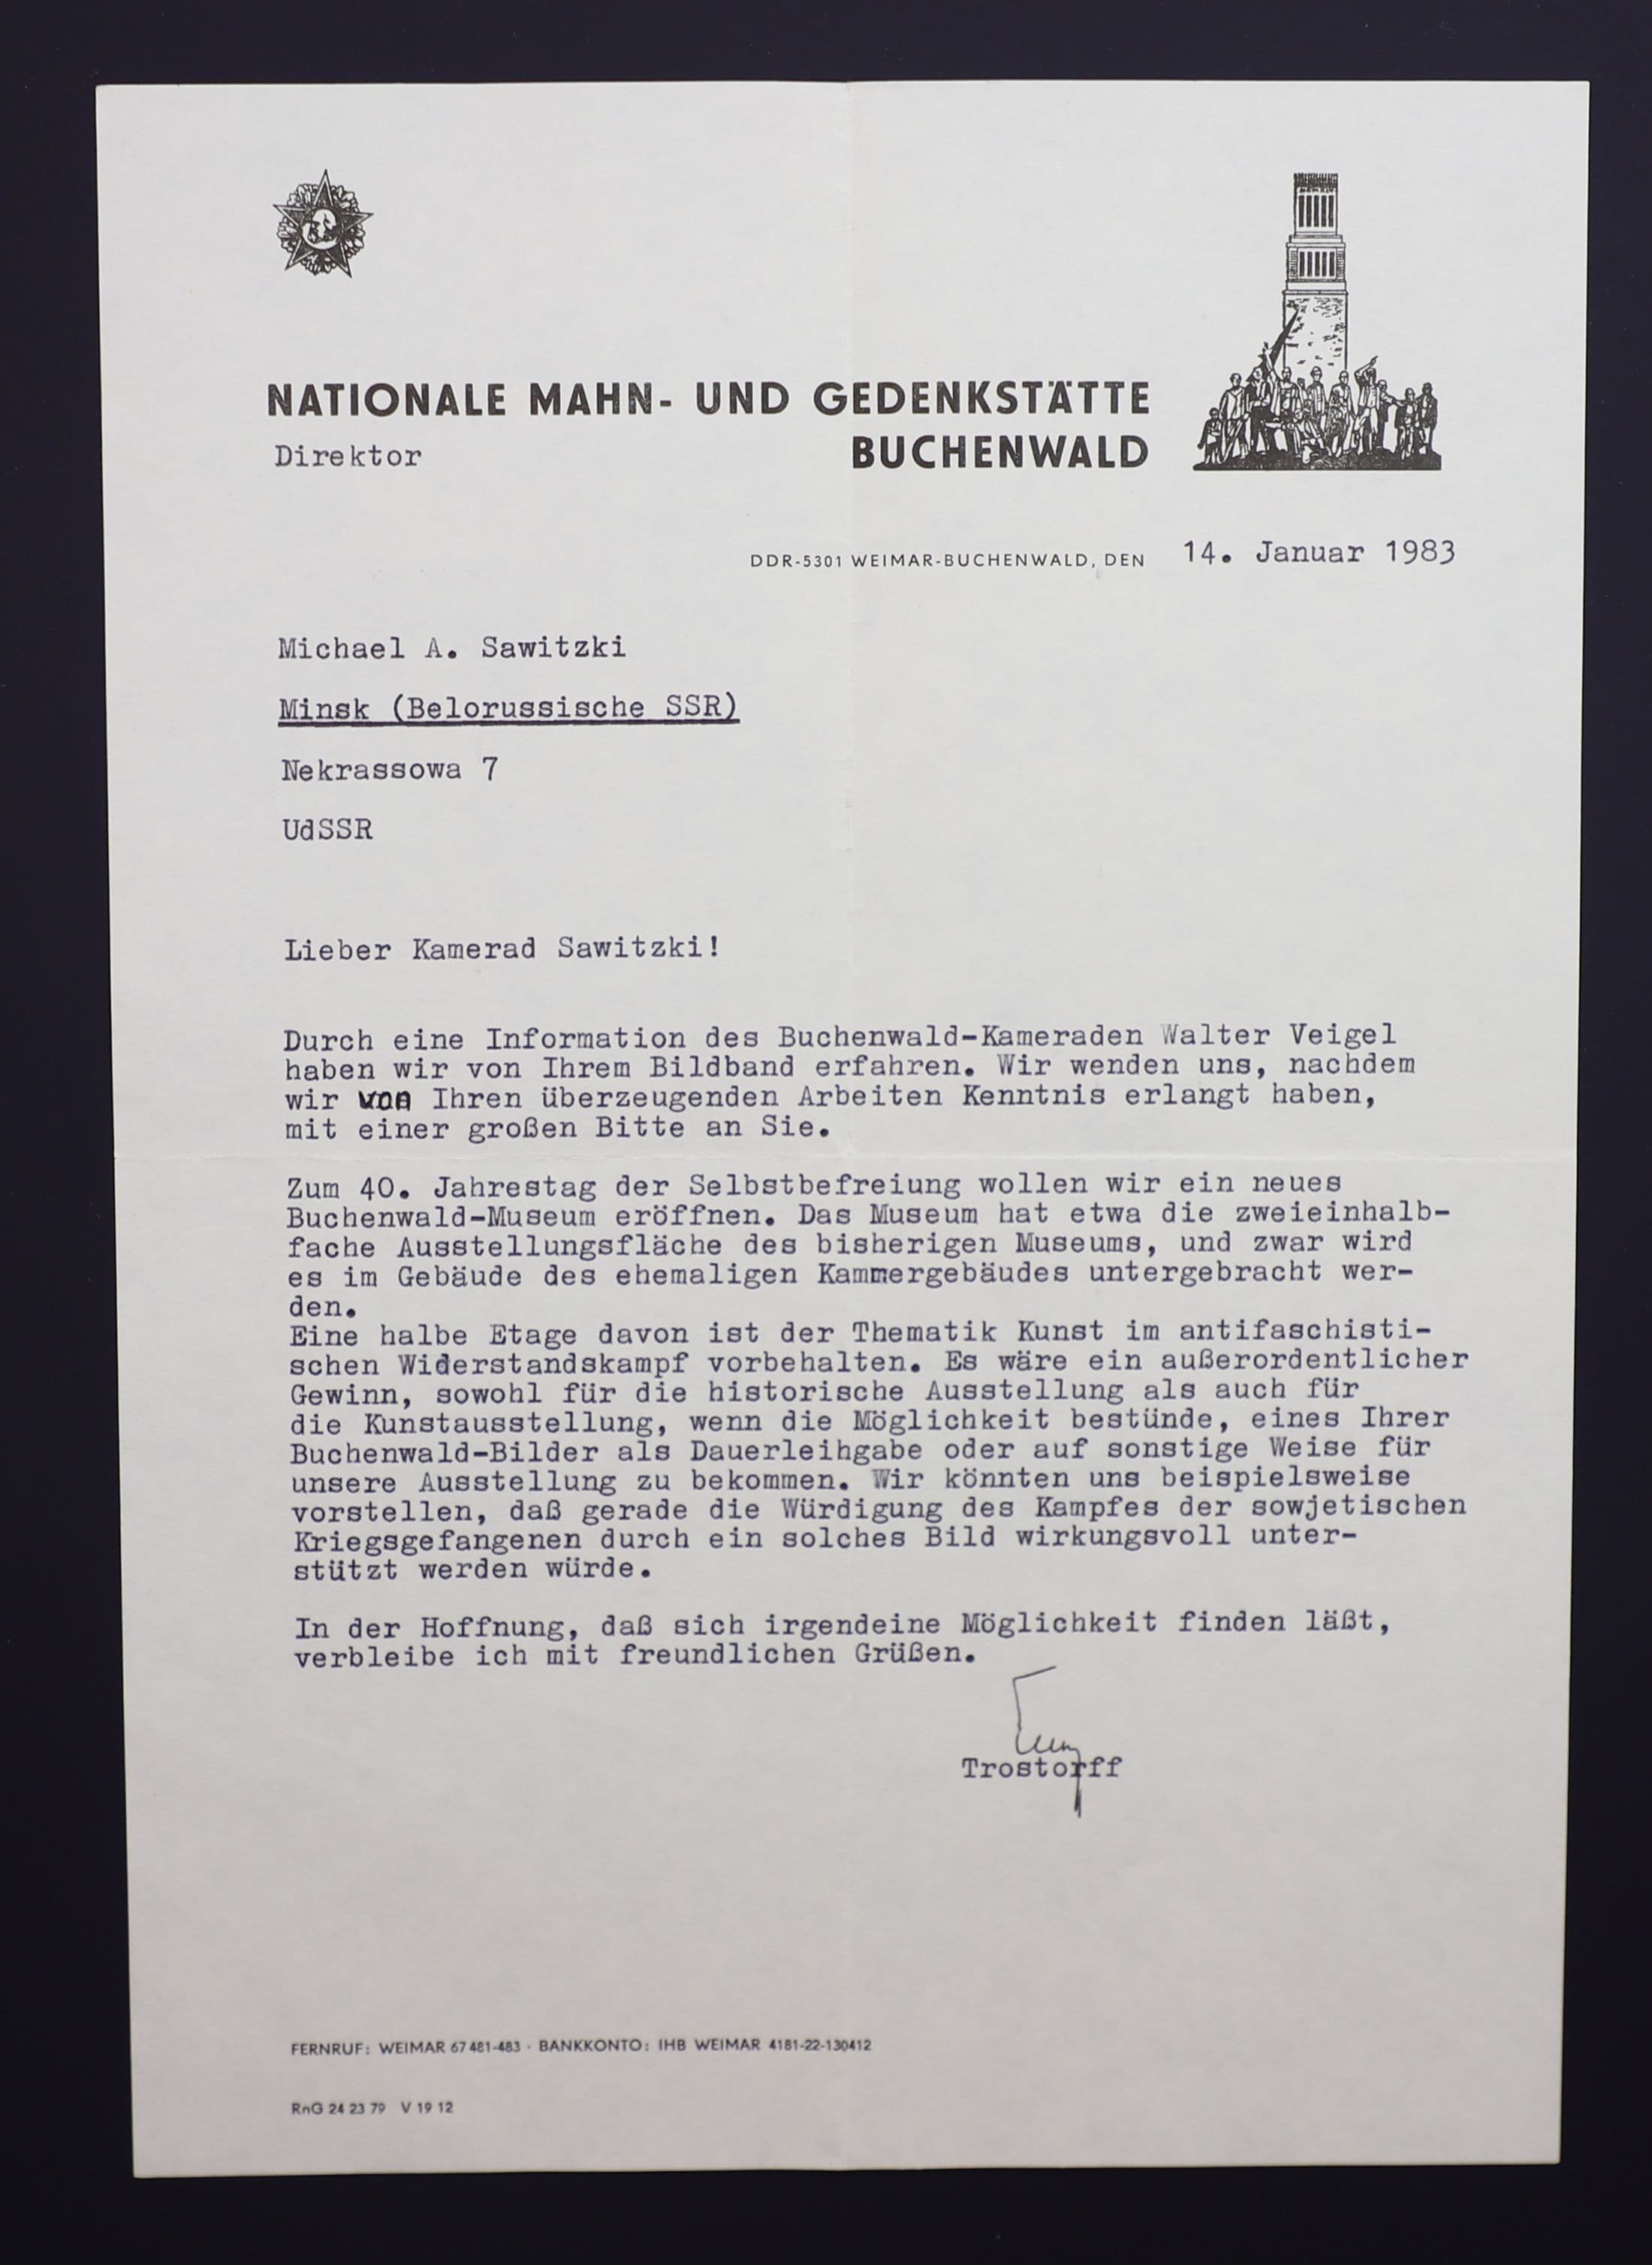 NATIONALE MAHN- UND GEDENKSTÄTTE
BUCHENWALD
Direktor
DDR-5301 WEIMAR-BUCHENWALD, DEN 14. Januar 1983
Michael A. Sawitzki
Minsk (Belorussische SSR)
Nekrassowa 7
UdSSR
Lieber Kamerad Sawitzki!
Durch eine Information des Buchenwald-Kameraden Walter Veigel
haben wir von Ihrem Bildband erfahren. Wir wenden uns, nachdem
wir von Ihren überzeugenden Arbeiten Kenntnis erlangt haben,
mit einer großen Bitte an Sie.
Zum 40. Jahrestag der Selbstbefreiung wollen wir ein neues
Buchenwald-Museum eröffnen. Das Museum hat etwa die zweieinhalb-
fache Ausstellungsfläche des bisherigen Museums, und zwar wird
es im Gebäude des ehemaligen Kammergebäudes untergebracht wer-
den.
Eine halbe Etage davon ist der Thematik Kunst im antifaschisti-
schen Widerstandskampf vorbehalten. Es wäre ein außerordentlicher
Gewinn, sowohl für die historische Ausstellung als auch für
die Kunstausstellung, wenn die Möglichkeit bestünde, eines Ihrer
Buchenwald-Bilder als Dauerleihgabe oder auf sonstige Weise für
unsere Ausstellung zu bekommen. Wir könnten uns beispielsweise
vorstellen, daß gerade die Würdigung des Kampfes der sowjetischen
Kriegsgefangenen durch ein solches Bild wirkungsvoll unter-
stützt werden würde.
In der Hoffnung, daß sich irgendeine Möglichkeit finden läßt,
verbleibe ich mit freundlichen Grüßen.
Trostorff
FERNRUF: WEIMAR 67 481-483 · BANKKONTO: IHB WEIMAR 4181-22-130412
RnG 24 23 79 V 19 12